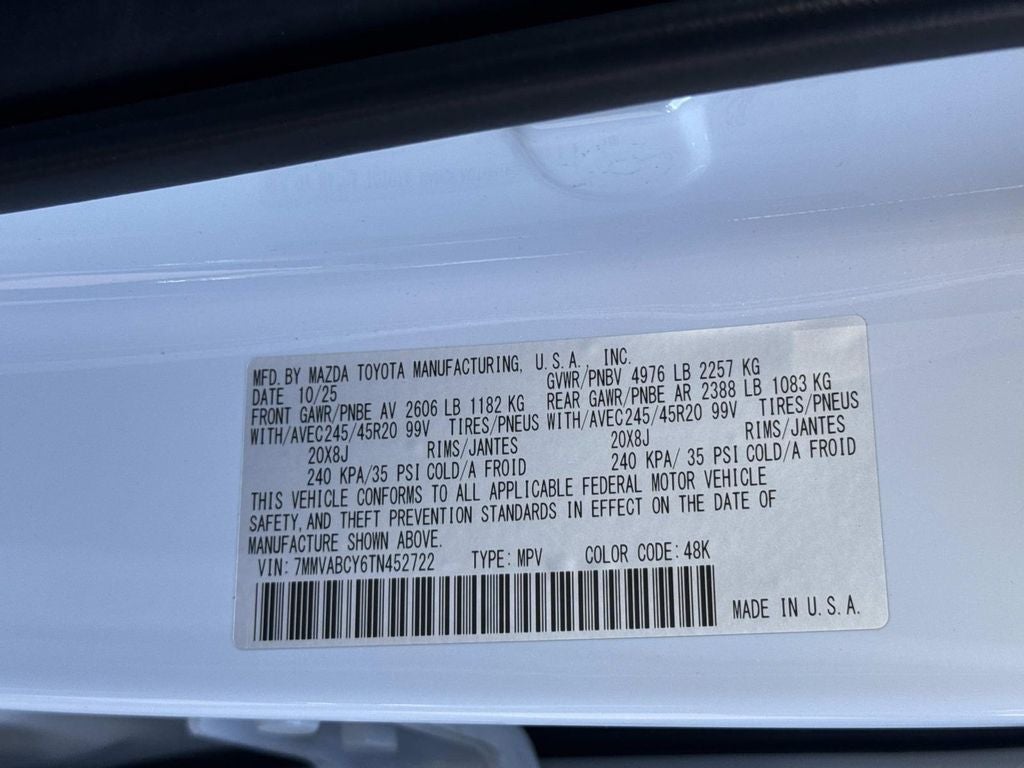 MFD. BY MAZDA TOYOTA MANUFACTURING, U.S.A., INC.
DATE 10/25 GVWR/PNBV 4976 LB 2257 KG
FRONT GAWR/PNBE AV 2606 LB 1182 KG REAR GAWR/PNBE AR 2388 LB 1083 KG
WITH/AVEC245/45R20 99V TIRES/PNEUS WITH/AVEC245/45R20 99V TIRES/PNEUS
20X8J RIMS/JANTES 20X8J RIMS/JANTES
240 KPA/35 PSI COLD/A FROID 240 KPA/ 35 PSI COLD/A FROID
THIS VEHICLE CONFORMS TO ALL APPLICABLE FEDERAL MOTOR VEHICLE
SAFETY, AND THEFT PREVENTION STANDARDS IN EFFECT ON THE DATE OF
MANUFACTURE SHOWN ABOVE.
VIN: 7MMVABCY6TN452722 TYPE: MPV COLOR CODE: 48K
MADE IN U.S.A.